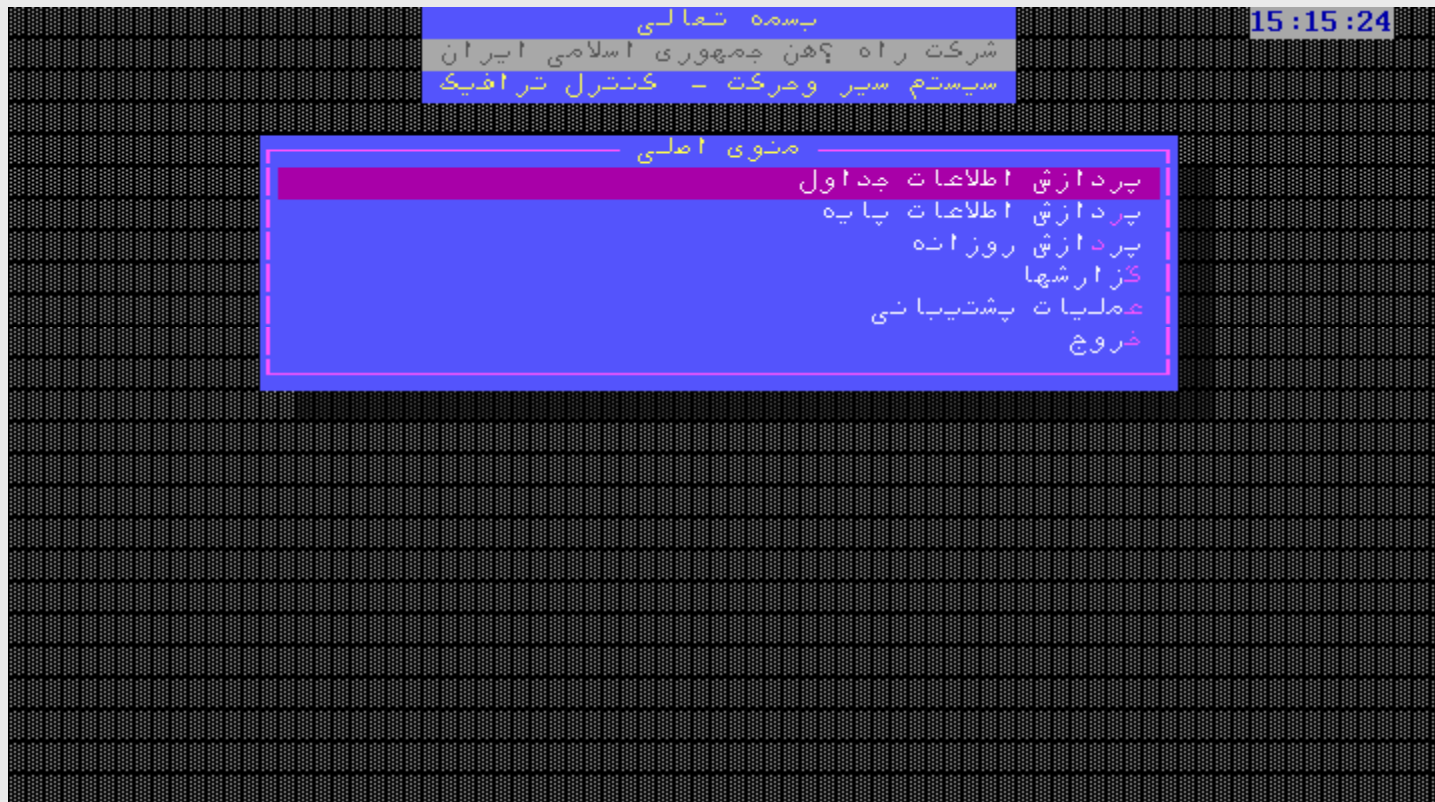 بسمه تعالی
15:15:24
شرکت راه ؟هن جمهوری اسلامی ایران
سیستم سیر وحرکت - کنترل ترافیک
منوی اصلی
پردازش اطلاعات جداول
پردازش اطلاعات پایه
پردازش روزانه
گزارشها
عملیات پشتیبانی
خروج